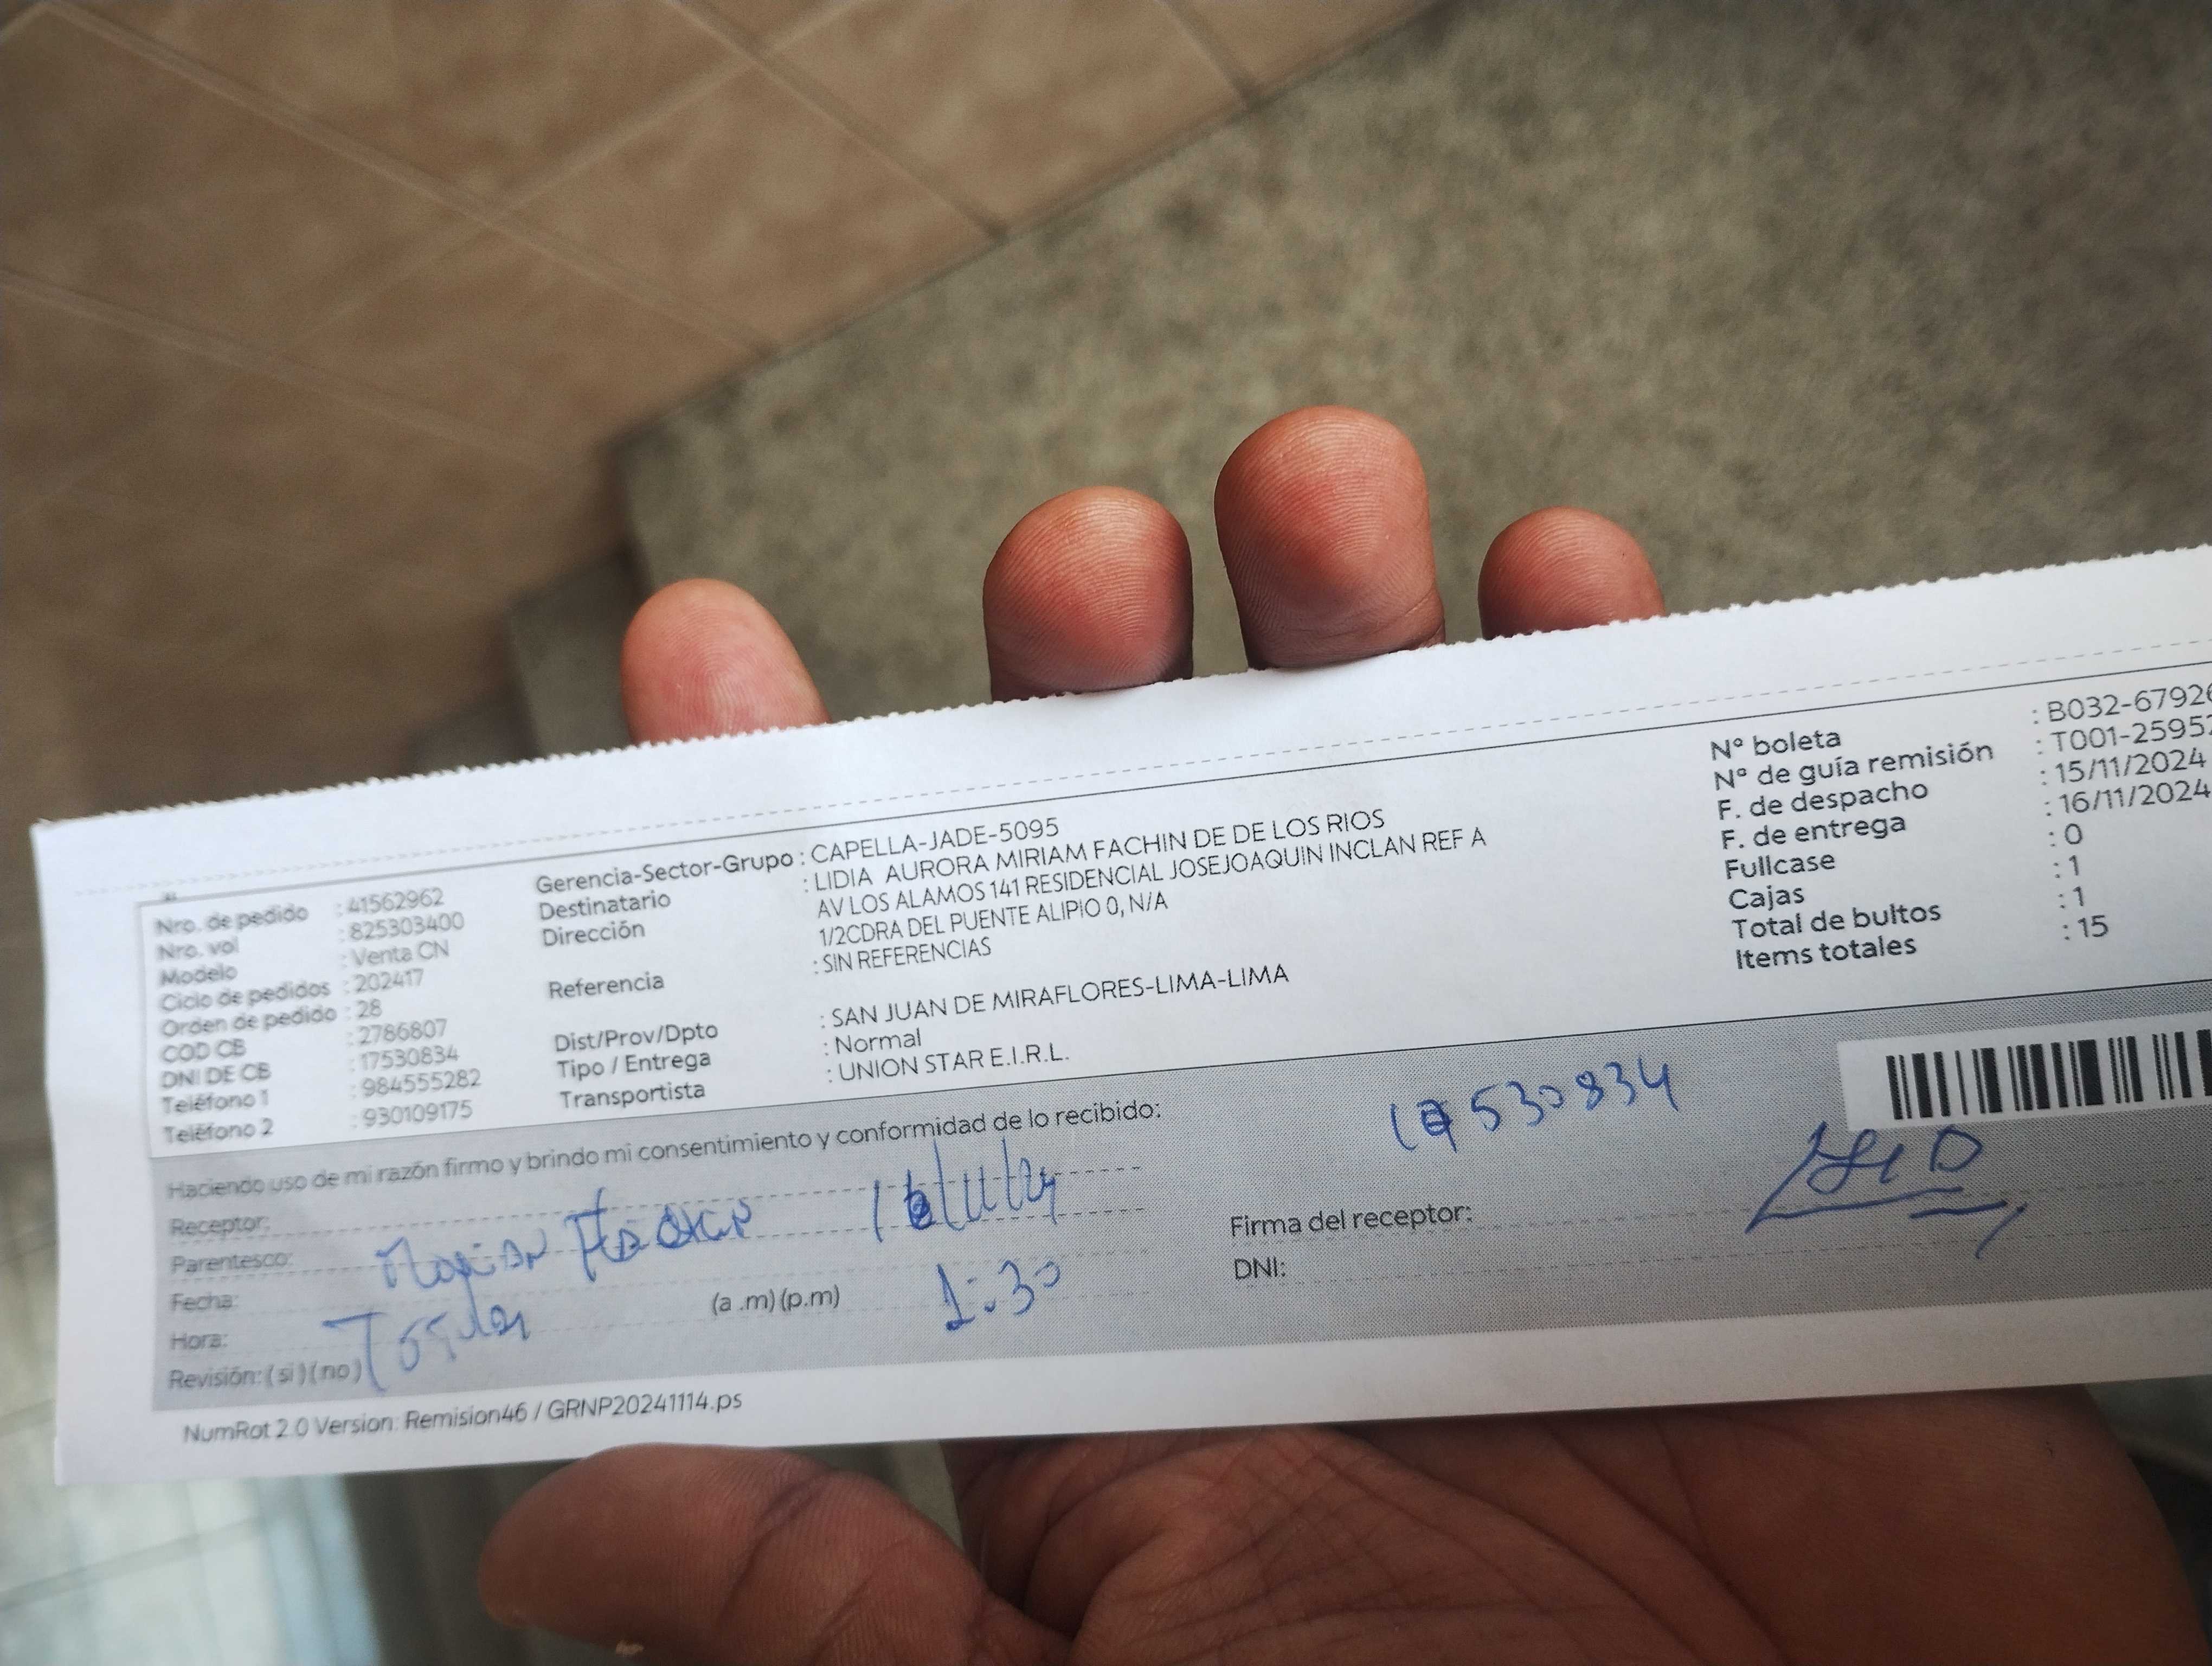 Nro. de pedido : 41562962
Nro. vol : 825303400
Modelo : Venta CN
Ciclo de pedidos : 202417
Orden de pedido : 28
COD CB : 2786807
DNI DE CB : 17530834
Teléfono 1 : 984555282
Teléfono 2 : 930109175
Gerencia-Sector-Grupo : CAPELLA-JADE-5095
Destinatario : LIDIA AURORA MIRIAM FACHIN DE DE LOS RIOS
Dirección AV LOS ALAMOS 141 RESIDENCIAL JOSEJOAQUIN INCLAN REF A
1/2CDRA DEL PUENTE ALIPIO 0, N/A
Referencia : SIN REFERENCIAS
Dist/Prov/Dpto : SAN JUAN DE MIRAFLORES-LIMA-LIMA
Tipo / Entrega : Normal
Transportista : UNION STAR E.I.R.L.
N° boleta : B032-6792
N° de guía remisión : T001-2595
F. de despacho : 15/11/2024
F. de entrega : 16/11/2024
Fullcase : 0
Cajas : 1
Total de bultos : 1
Items totales : 15
Haciendo uso de mi razón firmo y brindo mi consentimiento y conformidad de lo recibido:
17530834
Receptor:
Parentesco:
Fecha:
Hora: (a .m) (p.m) 1:30
Revisión: ( si ) ( no )
Firma del receptor:
DNI:
NumRot 2.0 Version: Remision46 / GRNP20241114.ps